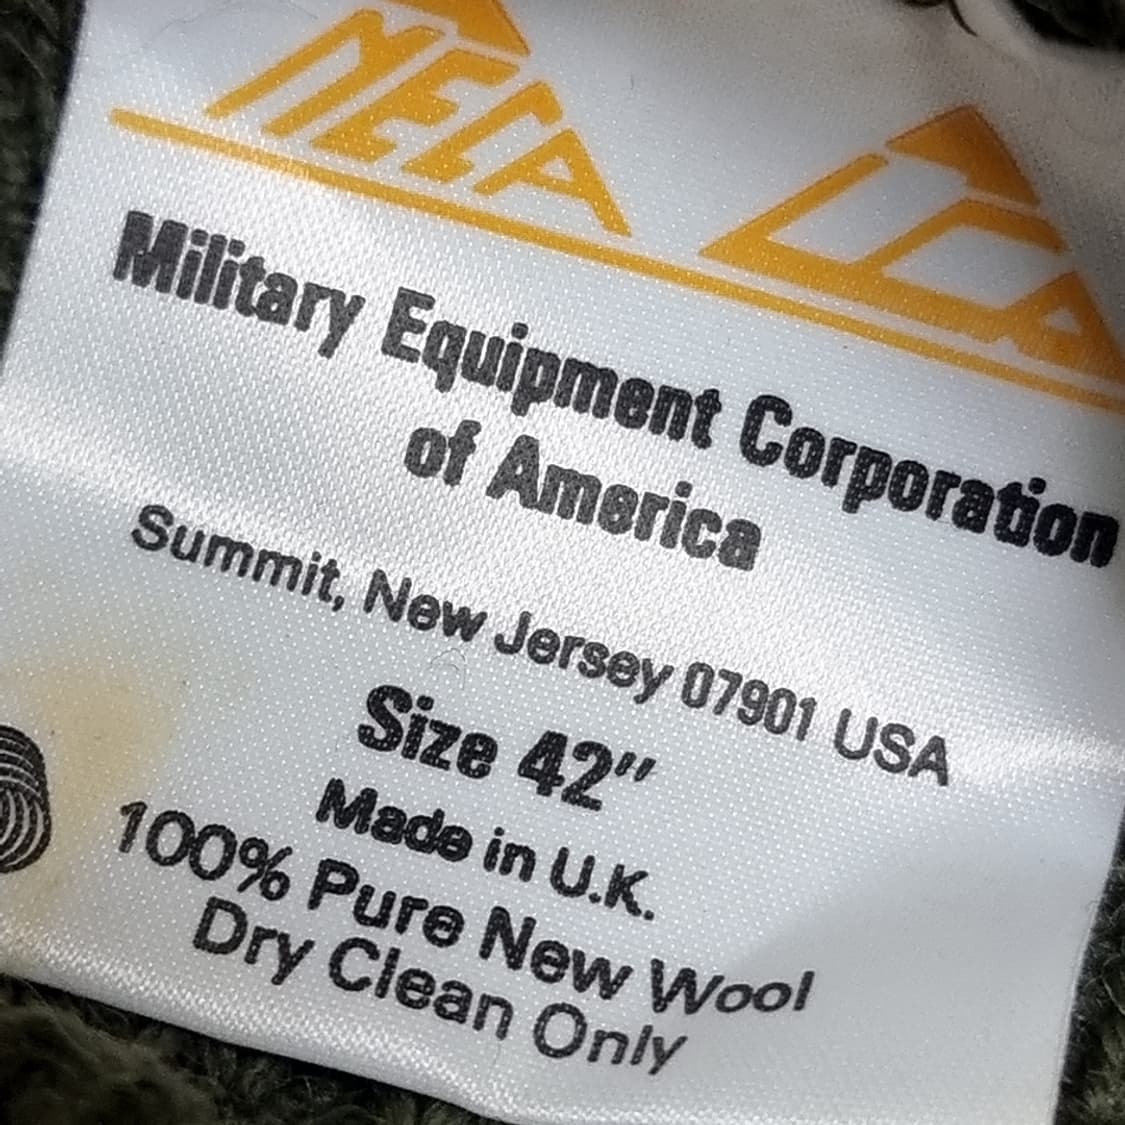 MECA
Military Equipment Corporation
of America
Summit, New Jersey 07901 USA
Size 42"
Made in U.K.
100% Pure New Wool
Dry Clean Only